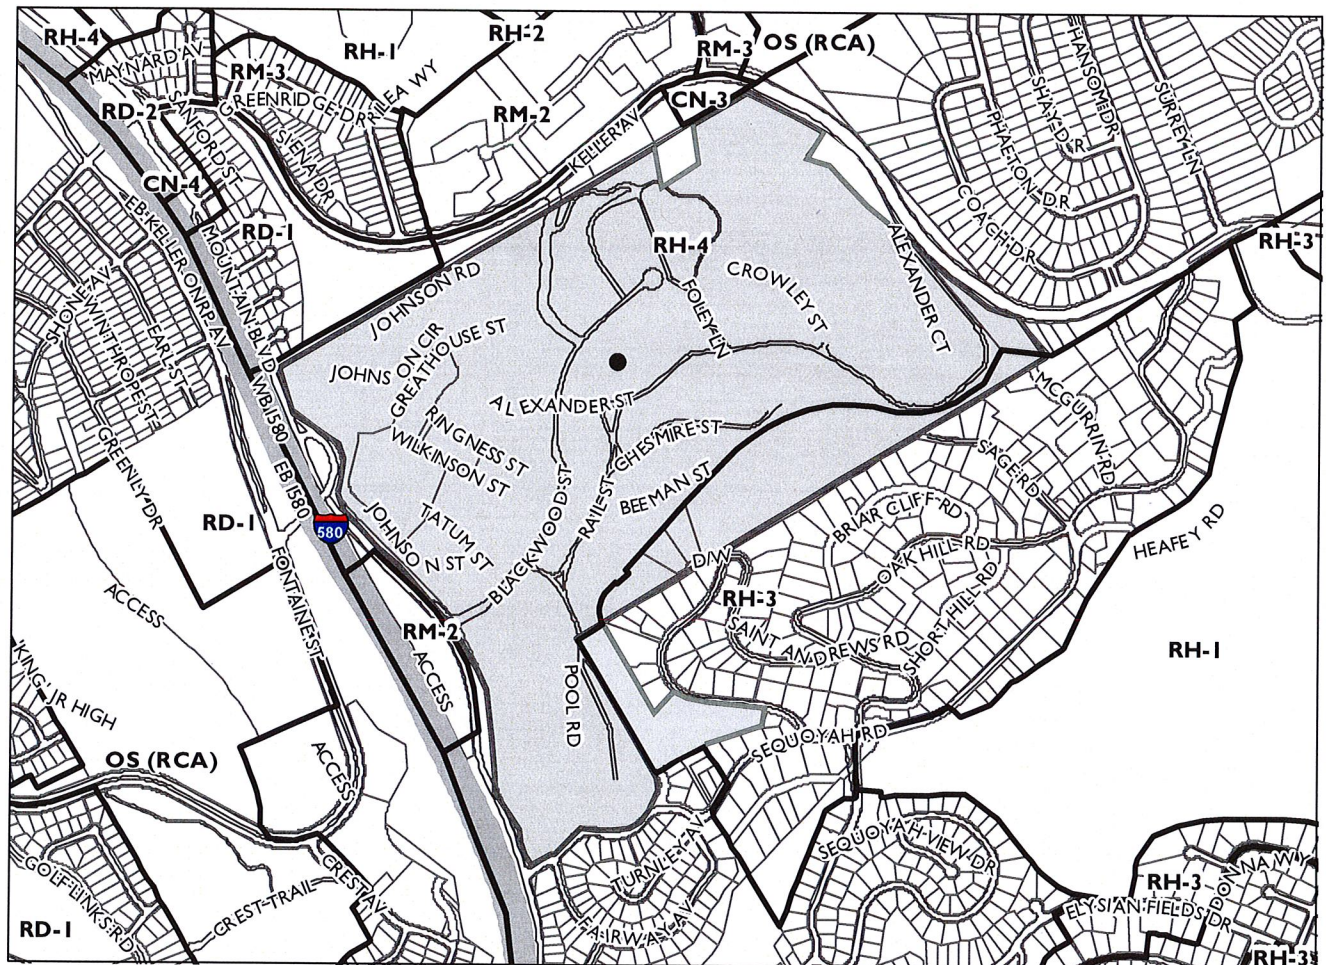 RH-4
RH-1
RH-2
RM-3
OS (RCA)
MAYNARD AV
RM-3
GREENRIDGE DR
RILEA WY
RD-2
SANFORD ST
SIENA DR
RM-2
CN-3
KELLER AV
HANSOM DR
SHAY DR
SURREY LN
PHAETON DR
COACH DR
CN-4
RD-1
EB KELLER ONRP AV
MOUNTAIN BLVD
SHONE AV
WINTHROPE ST
EARL ST
JOHNSON RD
RH-4
CROWLEY ST
ALEXANDER CT
RH-3
FOLEY LN
JOHNSON CIR
GREATHOUSE ST
ALEXANDER ST
RINGNESS ST
WILKINSON ST
CHESMIRE ST
BEEMAN ST
MCGURRIN RD
SAGE RD
WB I580
EB I580
GREENLY DR
RD-1
580
JOHNSON ST
TATUM ST
BLACKWOOD ST
RAIL ST
BRIAR CLIFF RD
OAK HILL RD
HEAFEY RD
D/W
RH-3
SHORT HILL RD
SAINT ANDREWS RD
RH-1
ACCESS
FONTAINE ST
RM-2
ACCESS
POOL RD
SEQUOYAH RD
KING JR HIGH
OS (RCA)
ACCESS
GOLF LINKS RD
CREST TRAIL
CREST AV
TURNLEY AV
FAIRWAY AV
SEQUOYAH VIEW DR
RH-3
DONNA WY
ELYSIAN FIELDS DR
RD-1
RH-3